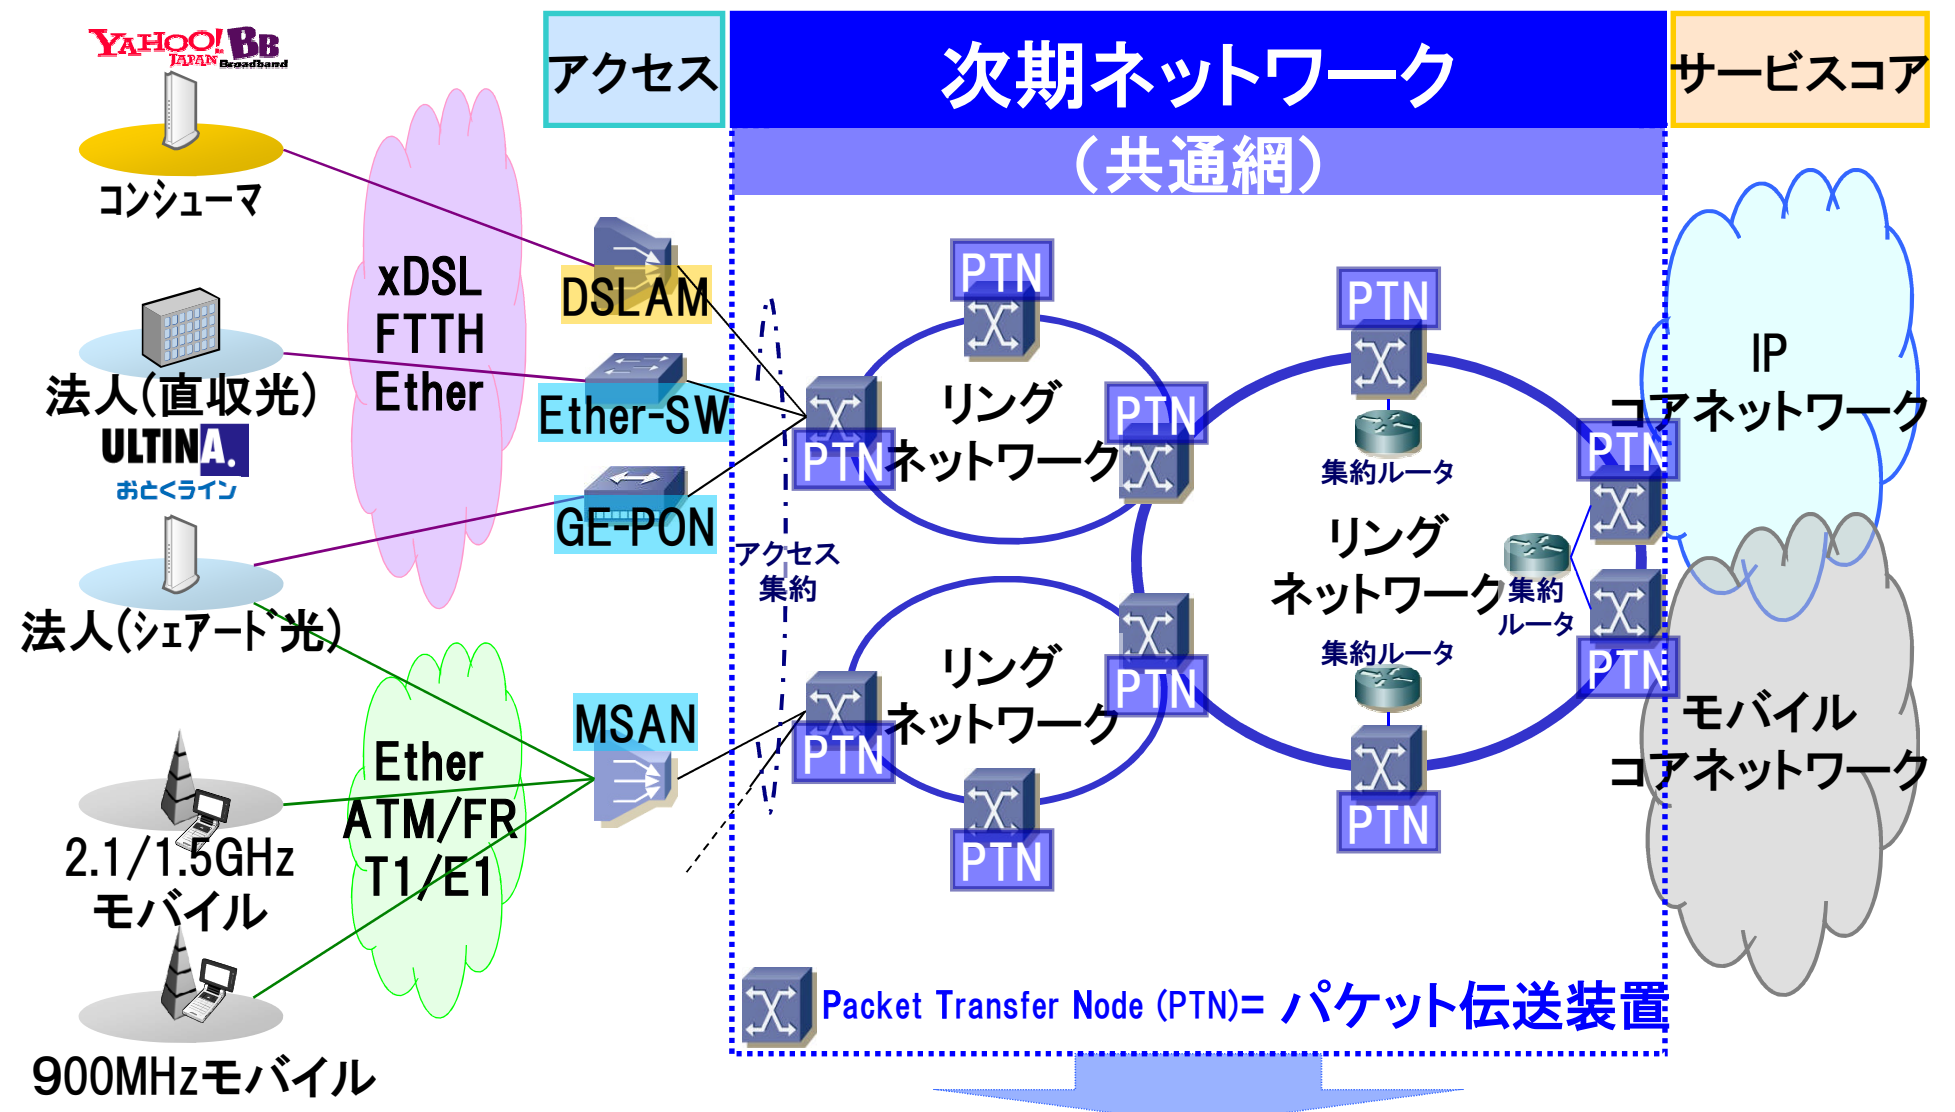 YAHOO! BB
JAPAN Broadband
アクセス
次期ネットワーク
サービスコア
（共通網）
コンシューマ
xDSL
FTTH
Ether
法人(直収光)
ULTINA.
おとくライン
法人(シェアード光)
Ether
ATM/FR
T1/E1
2.1/1.5GHz
モバイル
900MHzモバイル
DSLAM
Ether-SW
GE-PON
MSAN
アクセス
集約
PTN
PTN
PTN
リング
ネットワーク
PTN
PTN
PTN
リング
ネットワーク
PTN
集約ルータ
リング
ネットワーク
集約
ルータ
集約ルータ
PTN
PTN
PTN
IP
コアネットワーク
モバイル
コアネットワーク
Packet Transfer Node (PTN)= パケット伝送装置